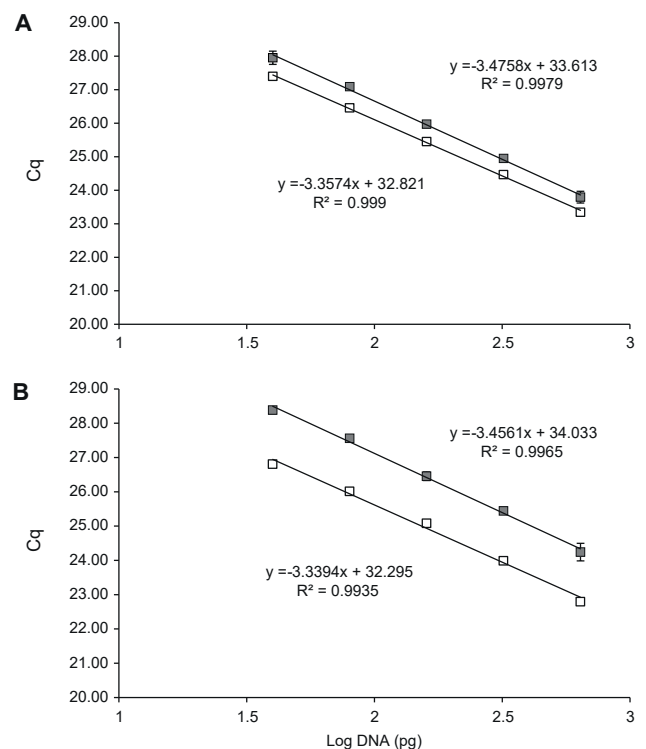 A
29.00
28.00
27.00
26.00
25.00
24.00
23.00
22.00
21.00
20.00
Cq
y =-3.4758x + 33.613
R² = 0.9979
y =-3.3574x + 32.821
R² = 0.999
1 1.5 2 2.5 3
B
29.00
28.00
27.00
26.00
25.00
24.00
23.00
22.00
21.00
20.00
Cq
y =-3.4561x + 34.033
R² = 0.9965
y =-3.3394x + 32.295
R² = 0.9935
1 1.5 2 2.5 3
Log DNA (pg)